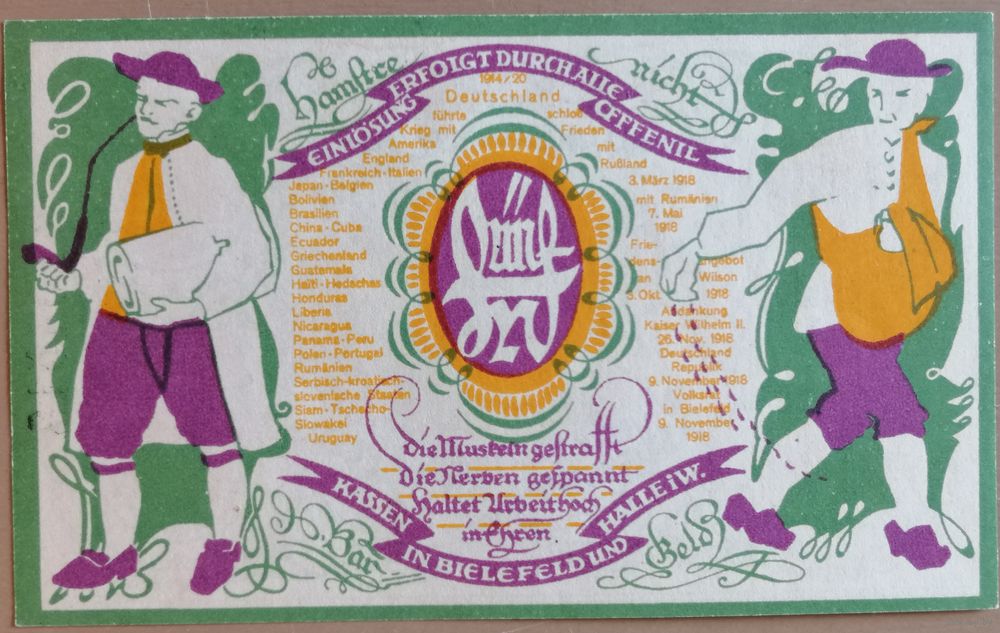 Hamstre nicht
EINLÖSUNG ERFOIGT DURCH ALLE ÖFFENTL
1914/20
Deutschland
führte
Krieg mit
Amerika
England
Frankreich-Italien
Japan-Belgien
Bolivien
Brasilien
China-Cuba
Ecuador
Griechenland
Guatemala
Haiti-Hedschas
Honduras
Liberia
Nicaragua
Panama-Peru
Polen-Portugal
Rumänien
Serbisch-kroatisch-
slovenische Staaten
Siam-Tschecho-
Slowakei
Uruguay
schloß
Frieden
mit
Rußland
3. März 1918
mit Rumänien
7. Mai
1918
Frie-
dens- angebot
an Wilson
5. Okt. 1918
Abdankung
Kaiser Wilhelm II.
26. Nov. 1918
Deutschland
Republik
9. November 1918
Volksrat
in Bielefeld
9. November
1918
fünf
Die Muskeln gestrafft
Die Nerven gespannt
Haltet Arbeit hoch
in Ehren
KASSEN IN BIELEFELD UND HALLE i.W.
Bar Geld